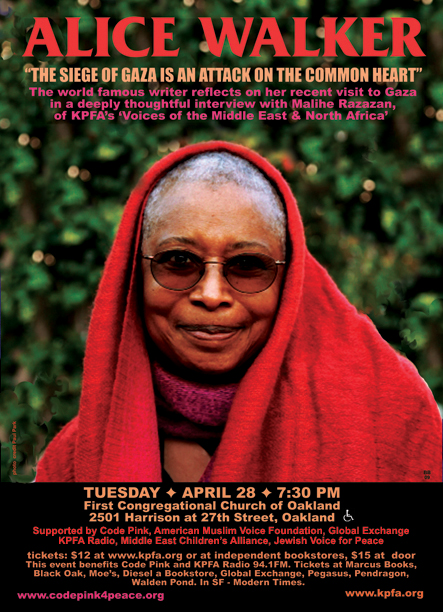 ALICE WALKER
“THE SIEGE OF GAZA IS AN ATTACK ON THE COMMON HEART”
The world famous writer reflects on her recent visit to Gaza
in a deeply thoughtful interview with Malihe Razazan,
of KPFA's ‘Voices of the Middle East & North Africa’
TUESDAY ✦ APRIL 28 ✦ 7:30 PM
First Congregational Church of Oakland
2501 Harrison at 27th Street, Oakland
Supported by Code Pink, American Muslim Voice Foundation, Global Exchange
KPFA Radio, Middle East Children's Alliance, Jewish Voice for Peace
tickets: $12 at www.kpfa.org or at independent bookstores, $15 at door
This event benefits Code Pink and KPFA Radio 94.1FM. Tickets at Marcus Books,
Black Oak, Moe's, Diesel a Bookstore, Global Exchange, Pegasus, Pendragon,
Walden Pond. In SF - Modern Times.
www.codepink4peace.org
www.kpfa.org